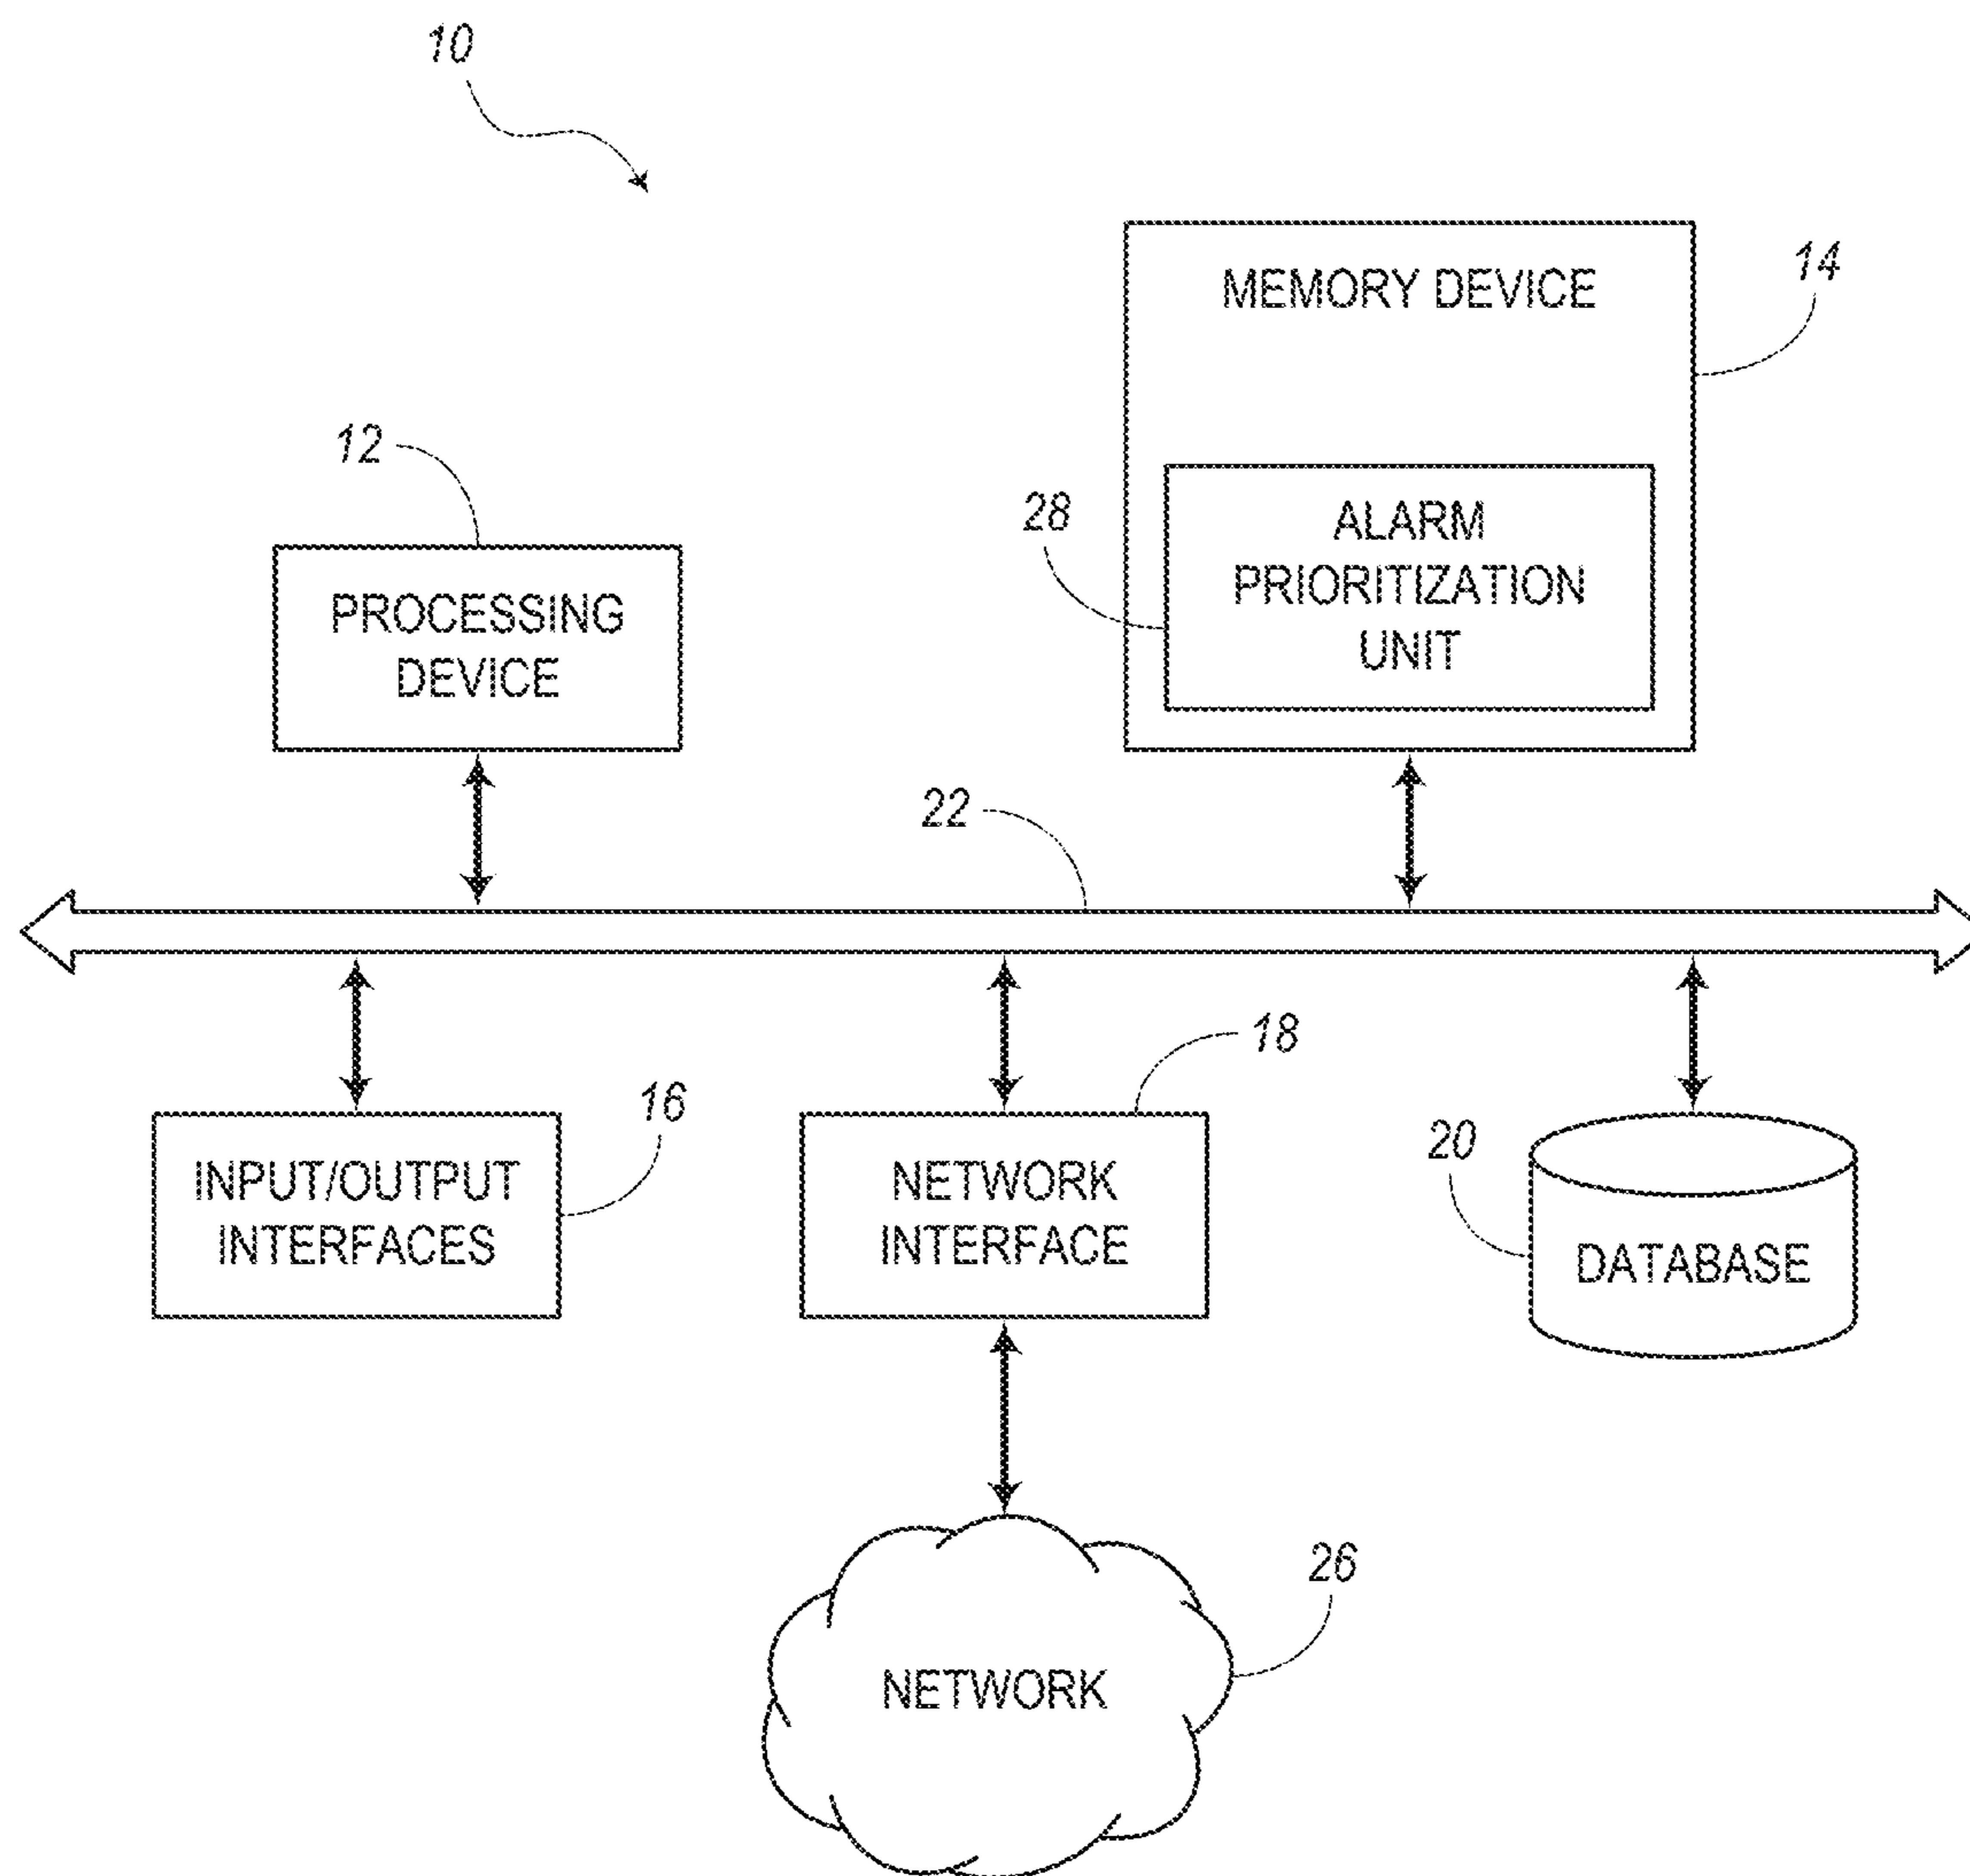 10
MEMORY DEVICE
14
12
28
ALARM
PRIORITIZATION
UNIT
PROCESSING
DEVICE
22
18
16
INPUT/OUTPUT
INTERFACES
NETWORK
INTERFACE
20
DATABASE
26
NETWORK